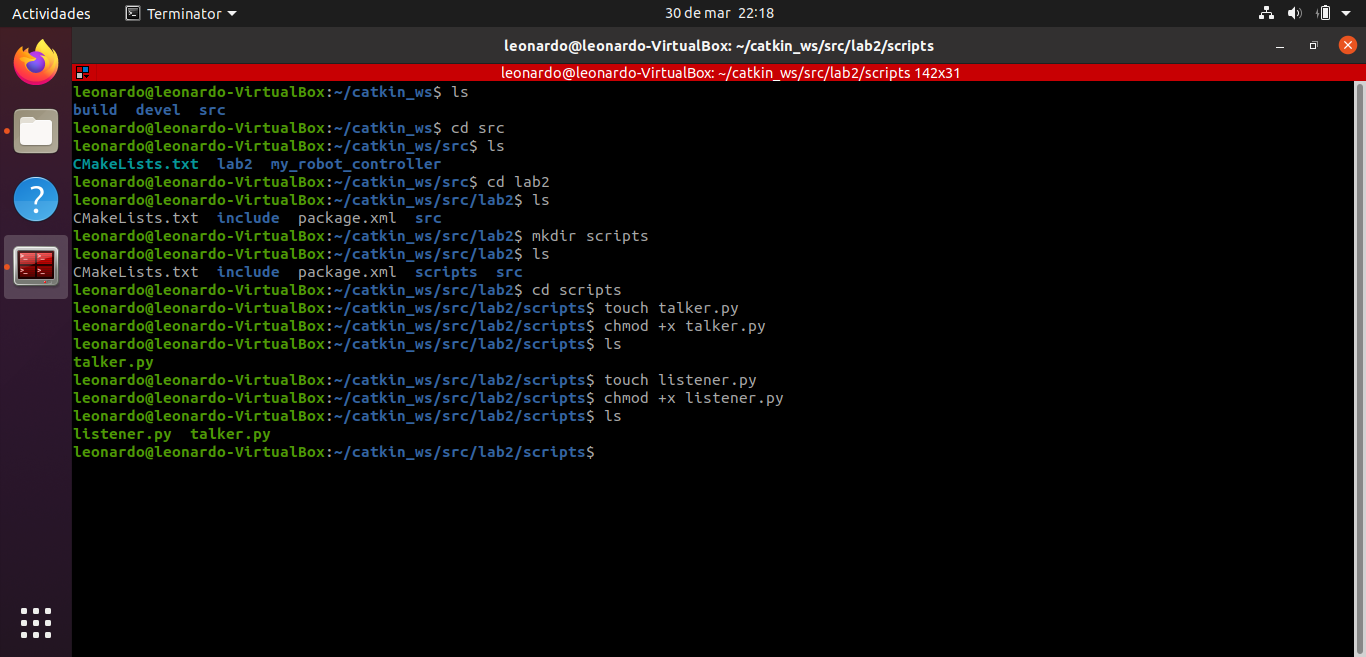 Actividades Terminator 30 de mar 22:18
leonardo@leonardo-VirtualBox: ~/catkin_ws/src/lab2/scripts
leonardo@leonardo-VirtualBox: ~/catkin_ws/src/lab2/scripts 142x31
leonardo@leonardo-VirtualBox:~/catkin_ws$ ls
build  devel  src
leonardo@leonardo-VirtualBox:~/catkin_ws$ cd src
leonardo@leonardo-VirtualBox:~/catkin_ws/src$ ls
CMakeLists.txt  lab2  my_robot_controller
leonardo@leonardo-VirtualBox:~/catkin_ws/src$ cd lab2
leonardo@leonardo-VirtualBox:~/catkin_ws/src/lab2$ ls
CMakeLists.txt  include  package.xml  src
leonardo@leonardo-VirtualBox:~/catkin_ws/src/lab2$ mkdir scripts
leonardo@leonardo-VirtualBox:~/catkin_ws/src/lab2$ ls
CMakeLists.txt  include  package.xml  scripts  src
leonardo@leonardo-VirtualBox:~/catkin_ws/src/lab2$ cd scripts
leonardo@leonardo-VirtualBox:~/catkin_ws/src/lab2/scripts$ touch talker.py
leonardo@leonardo-VirtualBox:~/catkin_ws/src/lab2/scripts$ chmod +x talker.py
leonardo@leonardo-VirtualBox:~/catkin_ws/src/lab2/scripts$ ls
talker.py
leonardo@leonardo-VirtualBox:~/catkin_ws/src/lab2/scripts$ touch listener.py
leonardo@leonardo-VirtualBox:~/catkin_ws/src/lab2/scripts$ chmod +x listener.py
leonardo@leonardo-VirtualBox:~/catkin_ws/src/lab2/scripts$ ls
listener.py  talker.py
leonardo@leonardo-VirtualBox:~/catkin_ws/src/lab2/scripts$